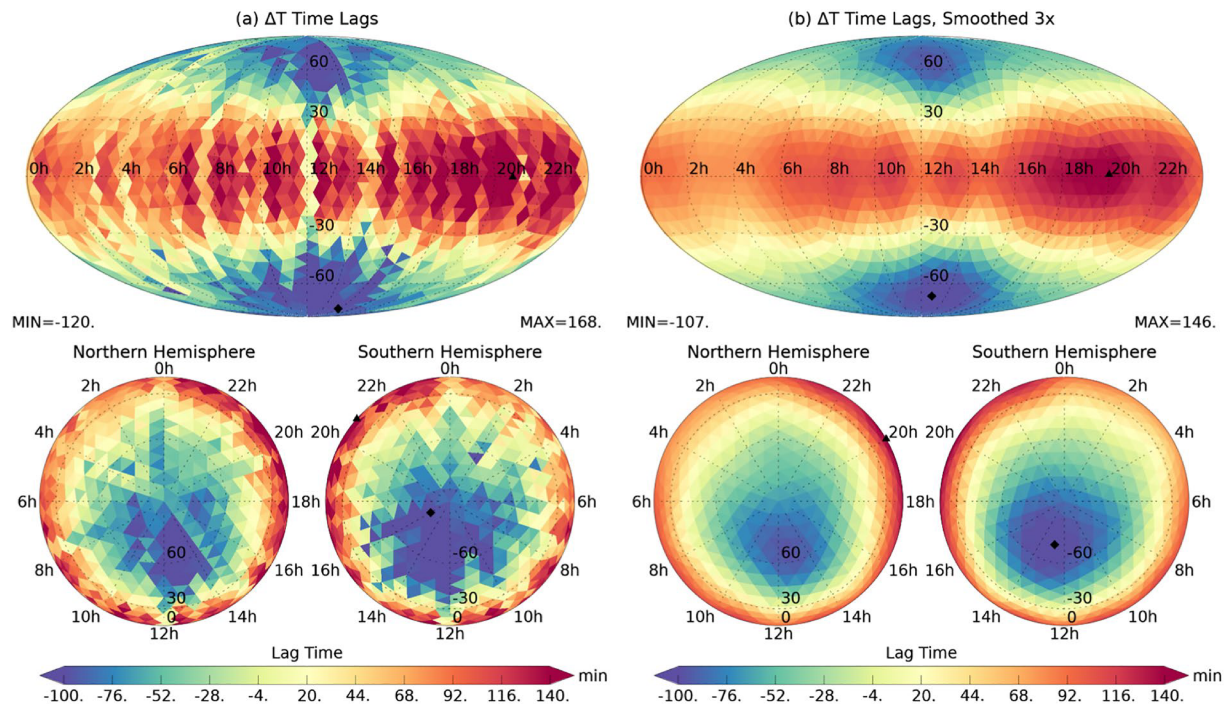 (a) ΔT Time Lags
60
30
0h 2h 4h 6h 8h 10h 12h 14h 16h 18h 20h 22h
-30
-60
MIN=-120. MAX=168.
Northern Hemisphere
0h
2h 22h
4h 20h
6h 18h
8h 16h
10h 14h
12h
60
30
0
Southern Hemisphere
0h
22h 2h
20h 4h
18h 6h
16h 8h
14h 10h
12h
-60
-30
0
Lag Time
-100. -76. -52. -28. -4. 20. 44. 68. 92. 116. 140. min
(b) ΔT Time Lags, Smoothed 3x
60
30
0h 2h 4h 6h 8h 10h 12h 14h 16h 18h 20h 22h
-30
-60
MIN=-107. MAX=146.
Northern Hemisphere
0h
2h 22h
4h 20h
6h 18h
8h 16h
10h 14h
12h
60
30
0
Southern Hemisphere
0h
22h 2h
20h 4h
18h 6h
16h 8h
14h 10h
12h
-60
-30
0
Lag Time
-100. -76. -52. -28. -4. 20. 44. 68. 92. 116. 140. min